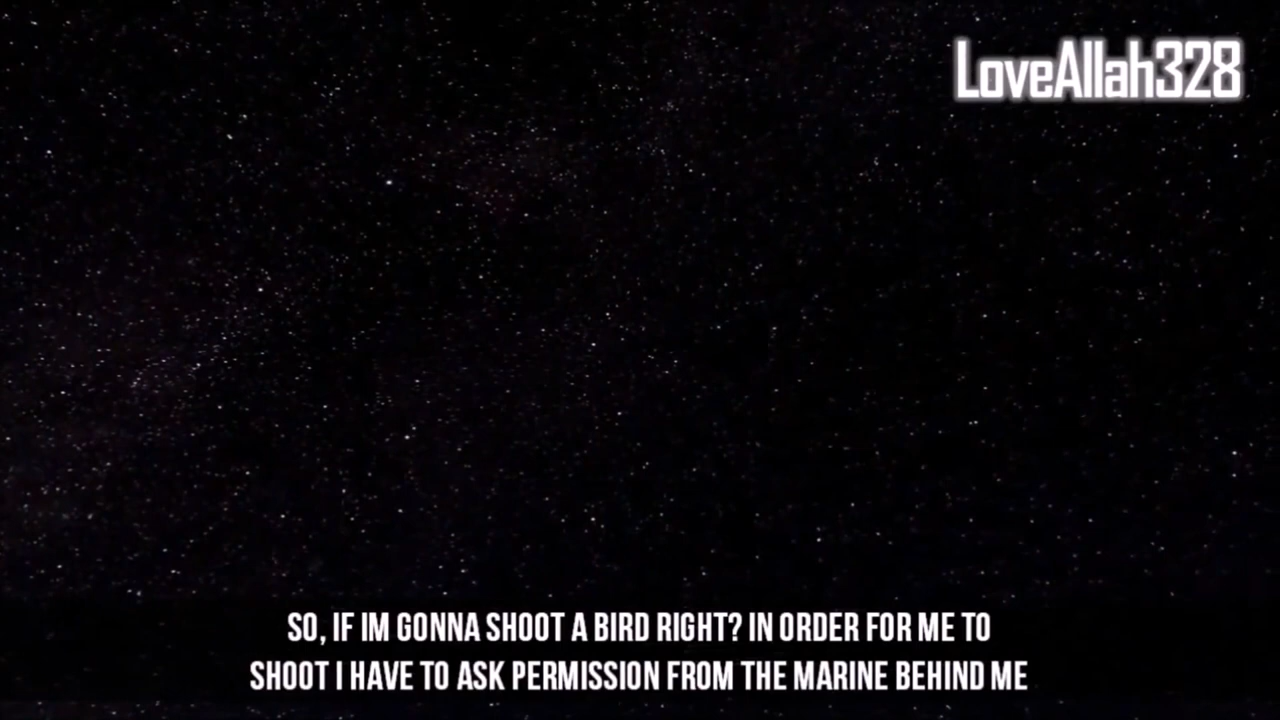 LoveAllah328
SO, IF IM GONNA SHOOT A BIRD RIGHT? IN ORDER FOR ME TO
SHOOT I HAVE TO ASK PERMISSION FROM THE MARINE BEHIND ME